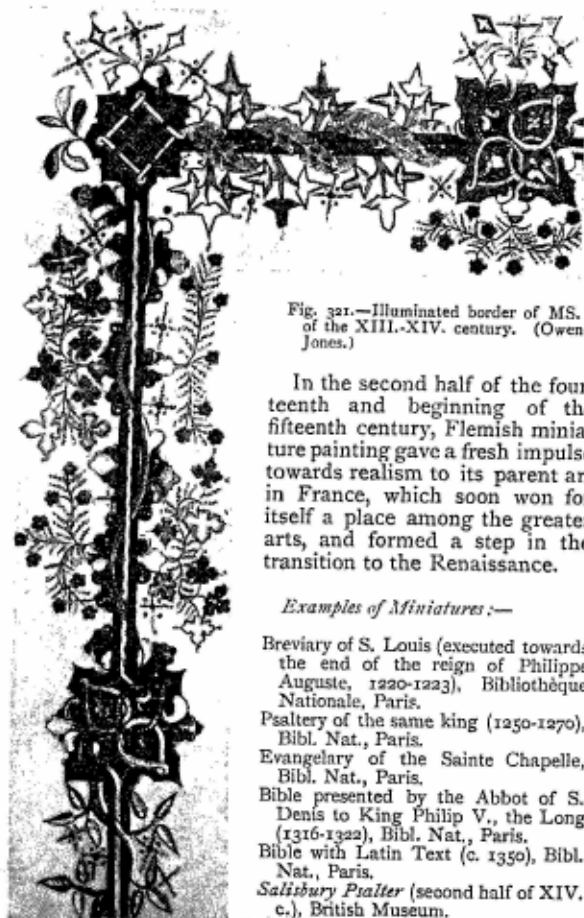 Fig. 321.—Illuminated border of MS.
of the XIII.-XIV. century. (Owen
Jones.)
In the second half of the four
teenth and beginning of th
fifteenth century, Flemish minia
ture painting gave a fresh impuls
towards realism to its parent ar
in France, which soon won fo
itself a place among the greate
arts, and formed a step in the
transition to the Renaissance.
Examples of Miniatures:—
Breviary of S. Louis (executed towards
the end of the reign of Philippe
Auguste, 1220-1223), Bibliothèque
Nationale, Paris.
Psaltery of the same king (1250-1270),
Bibl. Nat., Paris.
Evangelary of the Sainte Chapelle,
Bibl. Nat., Paris.
Bible presented by the Abbot of S.
Denis to King Philip V., the Long
(1316-1322), Bibl. Nat., Paris.
Bible with Latin Text (c. 1350), Bibl.
Nat., Paris.
Salisbury Psalter (second half of XIV.
c.), British Museum.